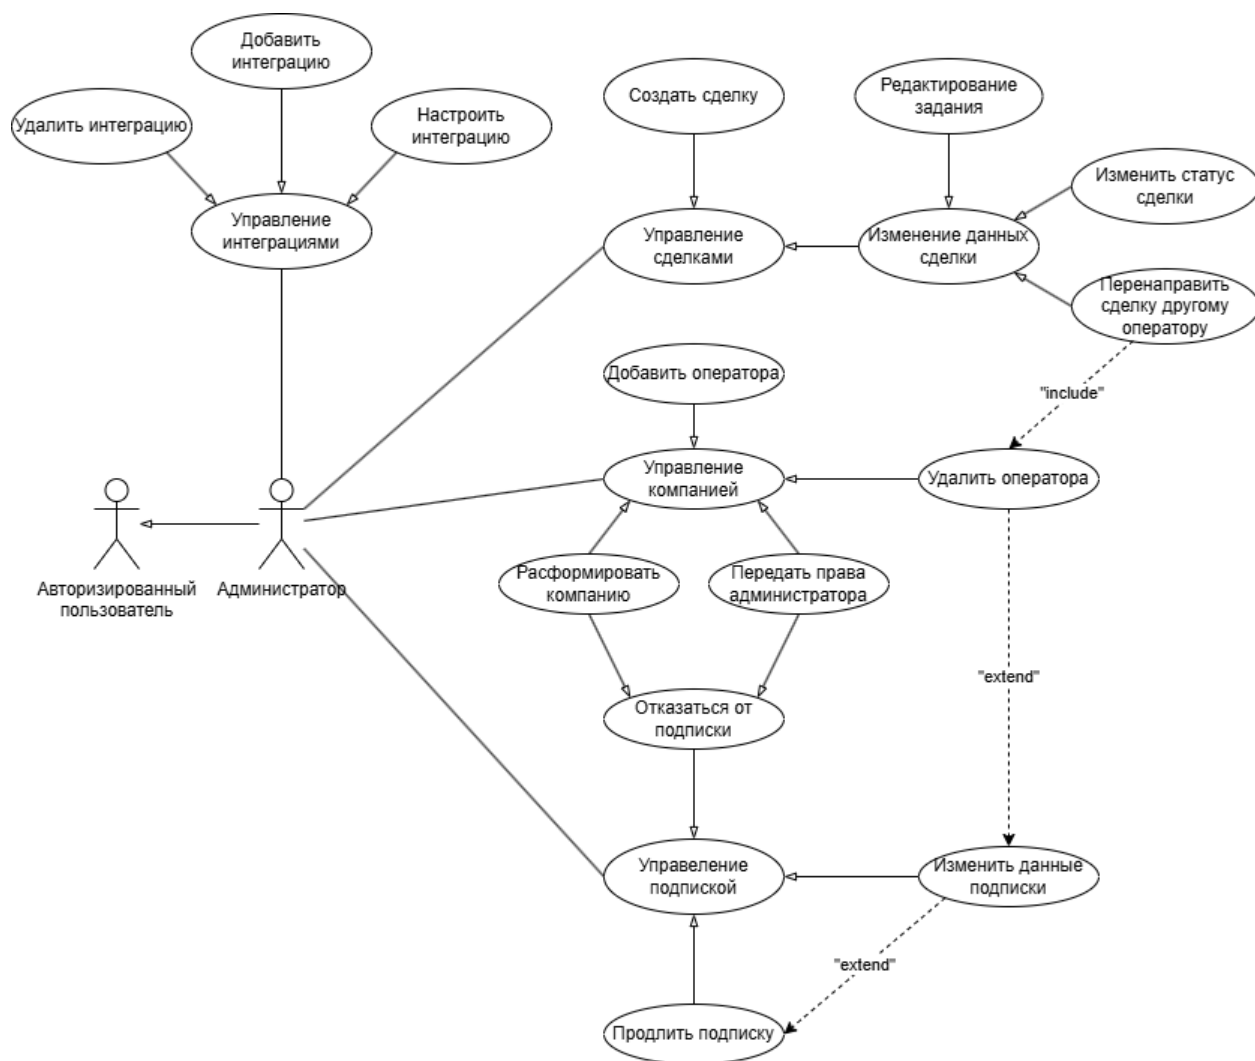 Добавить
интеграцию
Удалить интеграцию
Настроить
интеграцию
Управление
интеграциями
Создать сделку
Редактирование
задания
Изменить статус
сделки
Управление
сделками
Изменение данных
сделки
Перенаправить
сделку другому
оператору
"include"
Добавить оператора
Управление
компанией
Удалить оператора
Авторизированный
пользователь
Администратор
Расформировать
компанию
Передать права
администратора
"extend"
Отказаться от
подписки
Управеление
подпиской
Изменить данные
подписки
"extend"
Продлить подписку